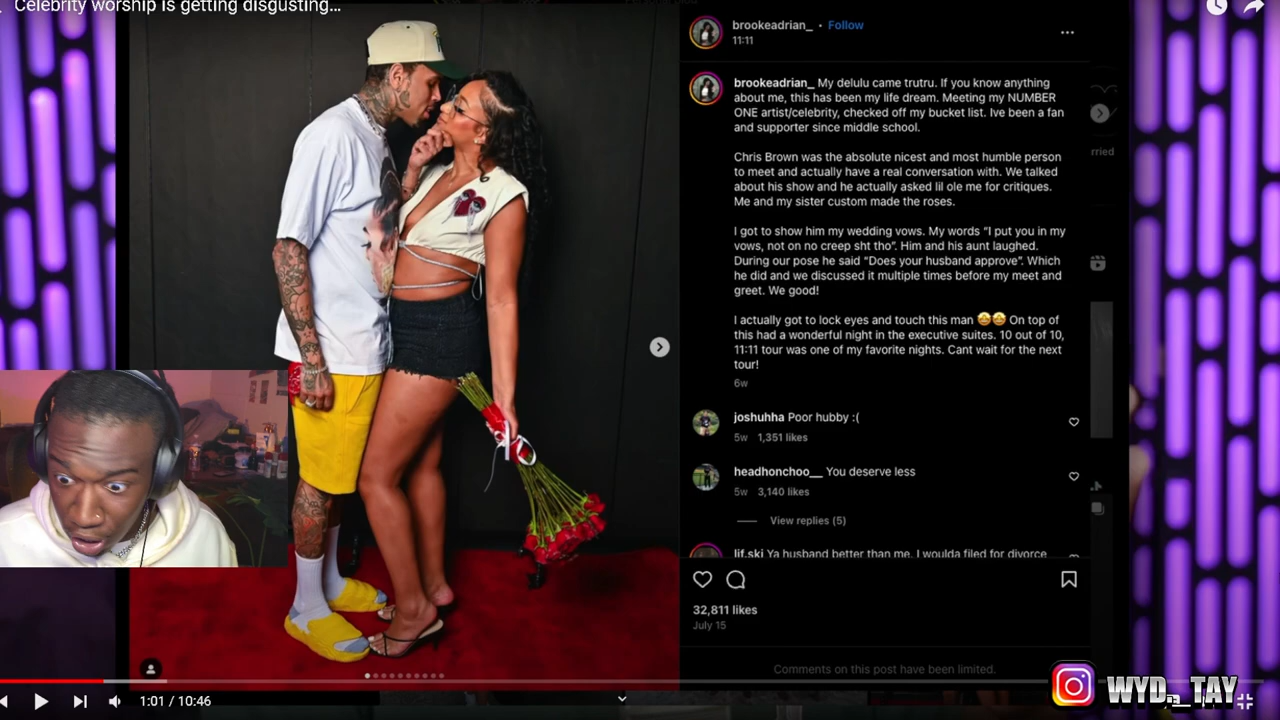 Celebrity worship is getting disgusting...
brookeadrian_ • Follow
11:11
brookeadrian_ My delulu came trutru. If you know anything
about me, this has been my life dream. Meeting my NUMBER
ONE artist/celebrity, checked off my bucket list. Ive been a fan
and supporter since middle school.
Chris Brown was the absolute nicest and most humble person
to meet and actually have a real conversation with. We talked
about his show and he actually asked lil ole me for critiques.
Me and my sister custom made the roses.
I got to show him my wedding vows. My words “I put you in my
vows, not on no creep sht tho”. Him and his aunt laughed.
During our pose he said “Does your husband approve”. Which
he did and we discussed it multiple times before my meet and
greet. We good!
I actually got to lock eyes and touch this man 🤩🤩 On top of
this had a wonderful night in the executive suites. 10 out of 10,
11:11 tour was one of my favorite nights. Cant wait for the next
tour!
6w
rried
joshuhha Poor hubby :(
5w 1,351 likes
headhonchoo__ You deserve less
5w 3,140 likes
View replies (5)
lif.ski Ya husband better than me, I woulda filed for divorce
32,811 likes
July 15
Comments on this post have been limited.
1:01 / 10:46
WYD_TAY